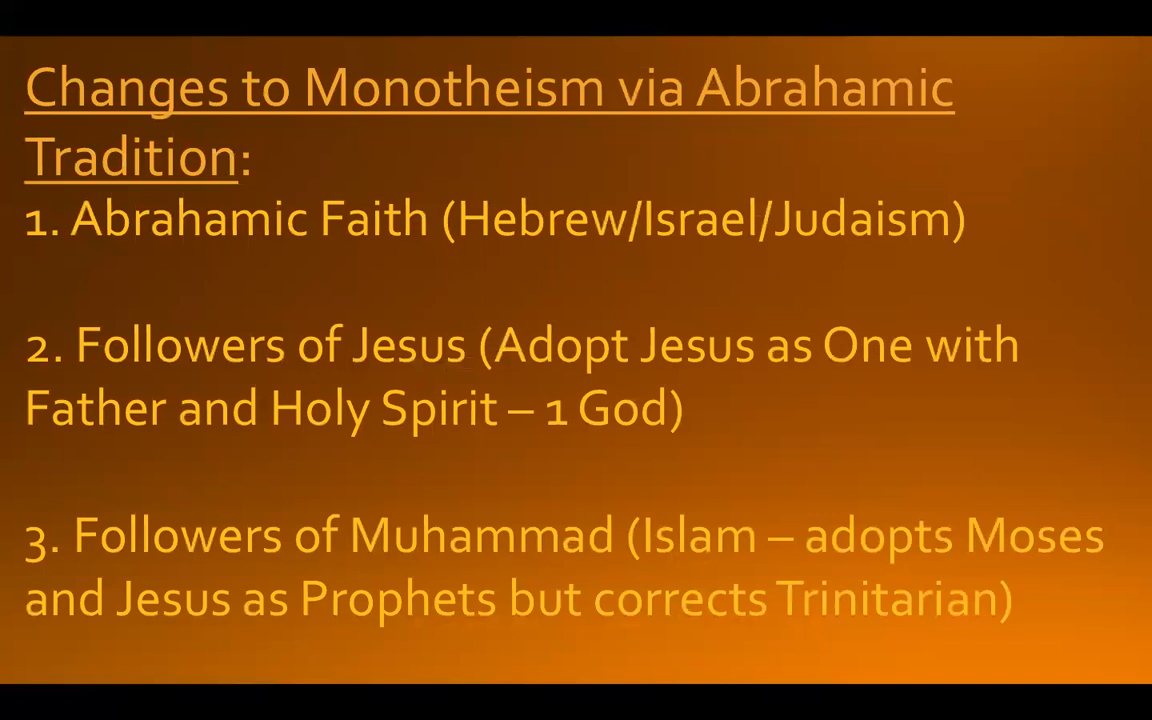 Changes to Monotheism via Abrahamic
Tradition:
1. Abrahamic Faith (Hebrew/Israel/Judaism)
2. Followers of Jesus (Adopt Jesus as One with
Father and Holy Spirit – 1 God)
3. Followers of Muhammad (Islam – adopts Moses
and Jesus as Prophets but corrects Trinitarian)